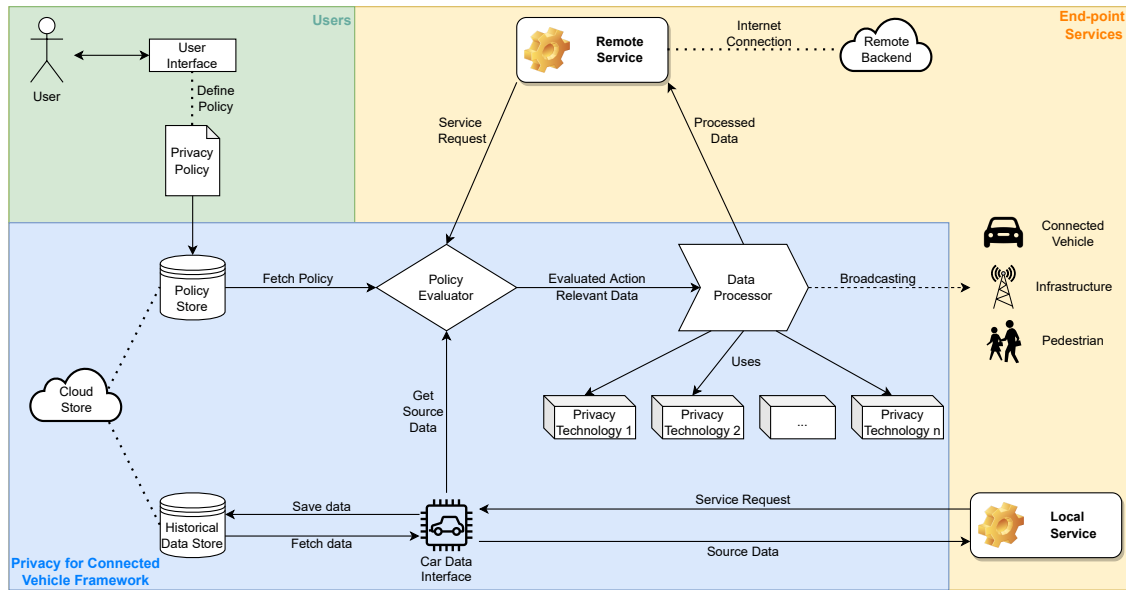 Users
End-point
Services
User
User
Interface
Define
Policy
Privacy
Policy
Remote
Service
Internet
Connection
Remote
Backend
Service
Request
Processed
Data
Policy
Store
Fetch Policy
Policy
Evaluator
Evaluated Action
Relevant Data
Data
Processor
Broadcasting
Connected
Vehicle
Infrastructure
Pedestrian
Cloud
Store
Get
Source
Data
Uses
Privacy
Technology 1
Privacy
Technology 2
...
Privacy
Technology n
Historical
Data Store
Save data
Fetch data
Car Data
Interface
Service Request
Source Data
Local
Service
Privacy for Connected
Vehicle Framework